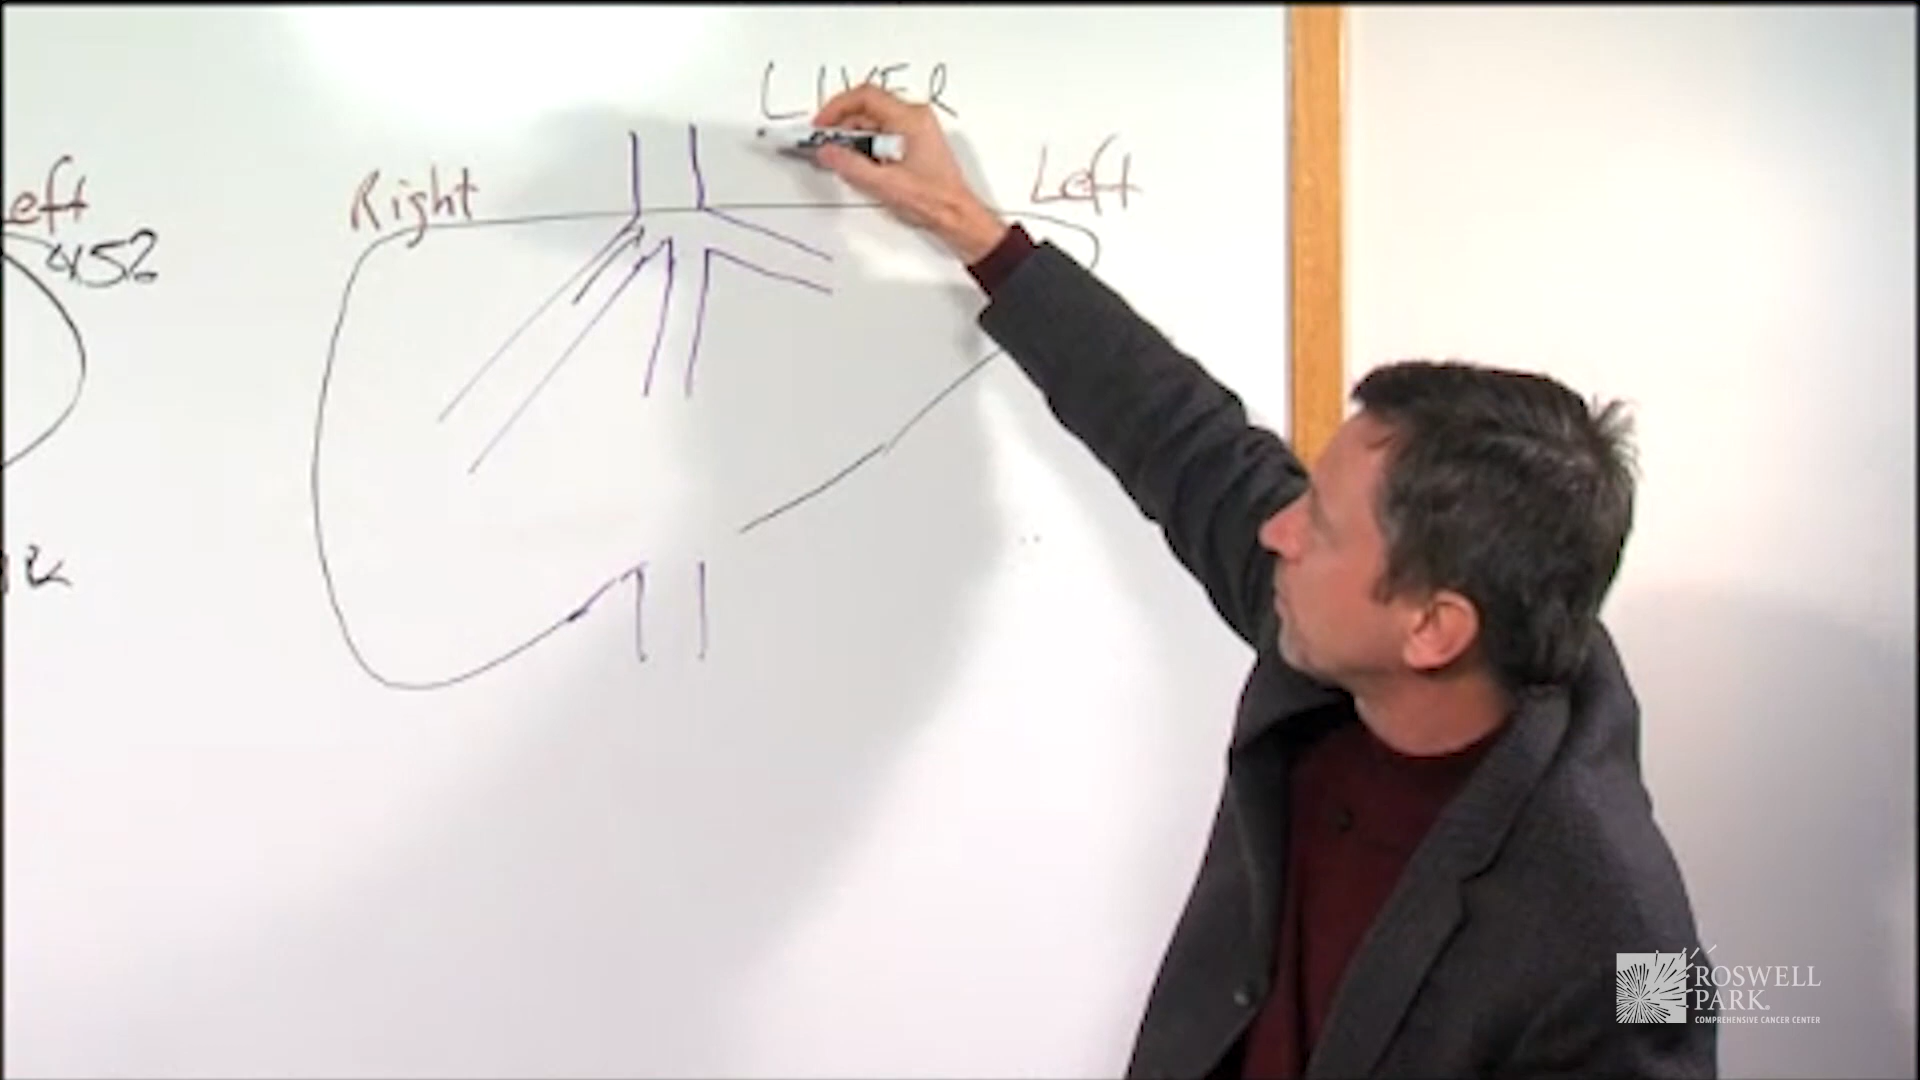 LIVER
Right
Left
eft
452
ROSWELL
PARK®
COMPREHENSIVE CANCER CENTER